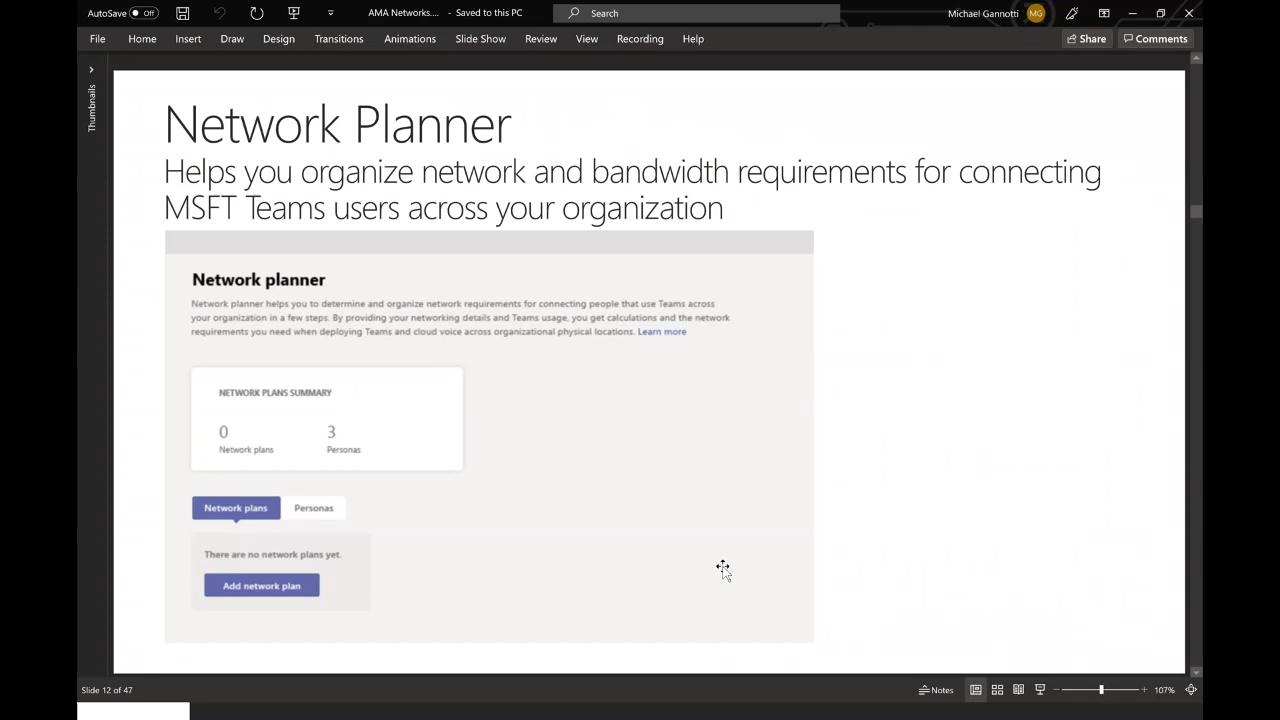 AutoSave Off AMA Networks.... - Saved to this PC Search Michael Gannotti MG
File Home Insert Draw Design Transitions Animations Slide Show Review View Recording Help Share Comments
Thumbnails
Network Planner
Helps you organize network and bandwidth requirements for connecting
MSFT Teams users across your organization
Network planner
Network planner helps you to determine and organize network requirements for connecting people that use Teams across
your organization in a few steps. By providing your networking details and Teams usage, you get calculations and the network
requirements you need when deploying Teams and cloud voice across organizational physical locations. Learn more
NETWORK PLANS SUMMARY
0 3
Network plans Personas
Network plans Personas
There are no network plans yet.
Add network plan
Slide 12 of 47 Notes 107%